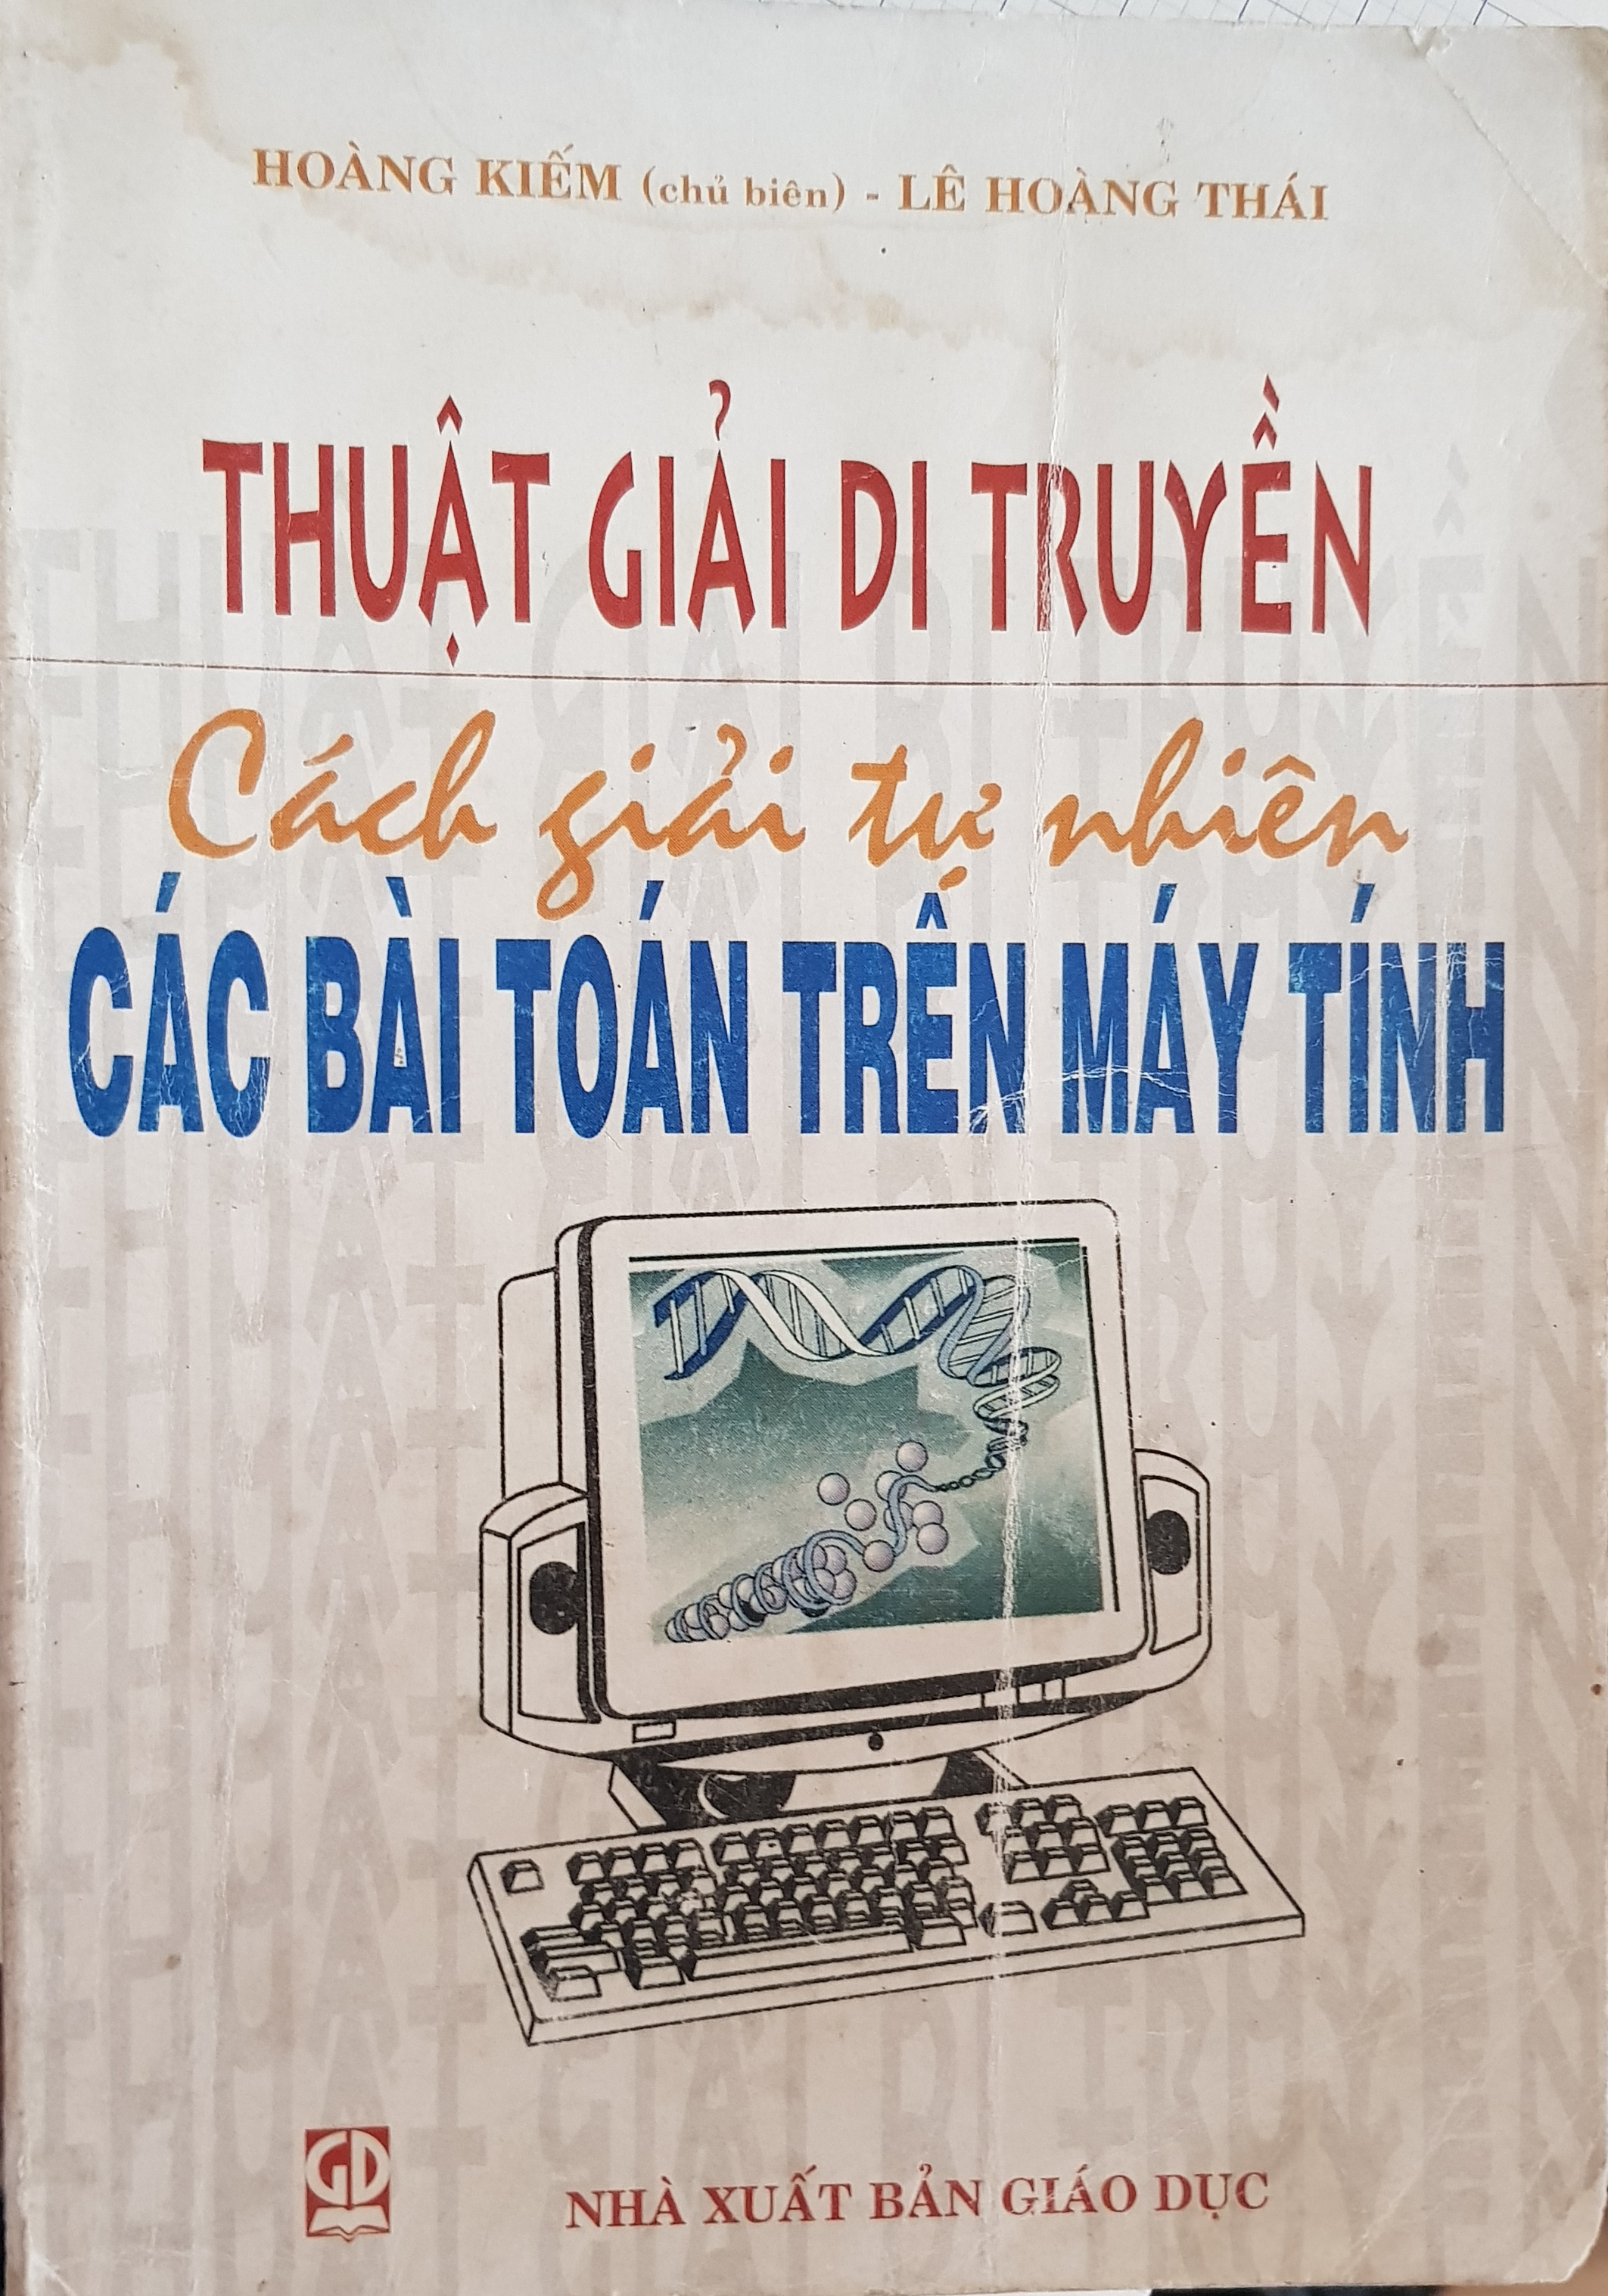 HOÀNG KIẾM (chủ biên) - LÊ HOÀNG THÁI
THUẬT GIẢI DI TRUYỀN
Cách giải tự nhiên
CÁC BÀI TOÁN TRÊN MÁY TÍNH
GD
NHÀ XUẤT BẢN GIÁO DỤC